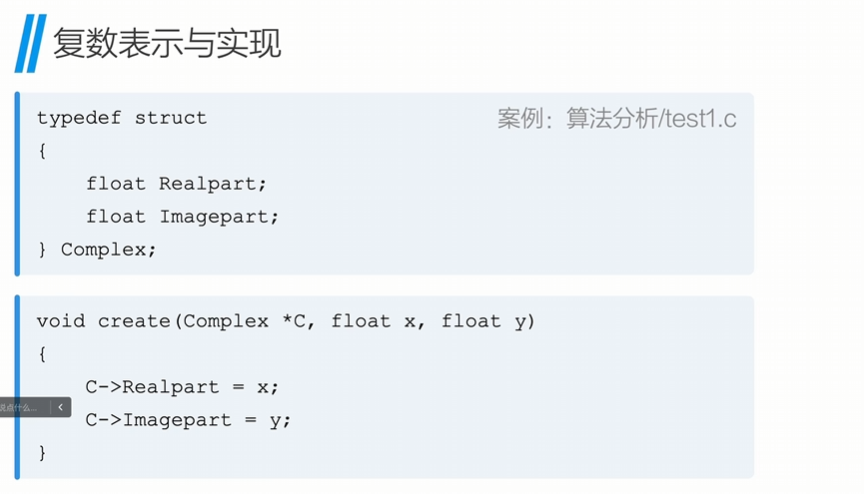 复数表示与实现
案例：算法分析/test1.c
typedef struct
{
    float Realpart;
    float Imagepart;
} Complex;
void create(Complex *C, float x, float y)
{
    C->Realpart = x;
    C->Imagepart = y;
}
说点什么...